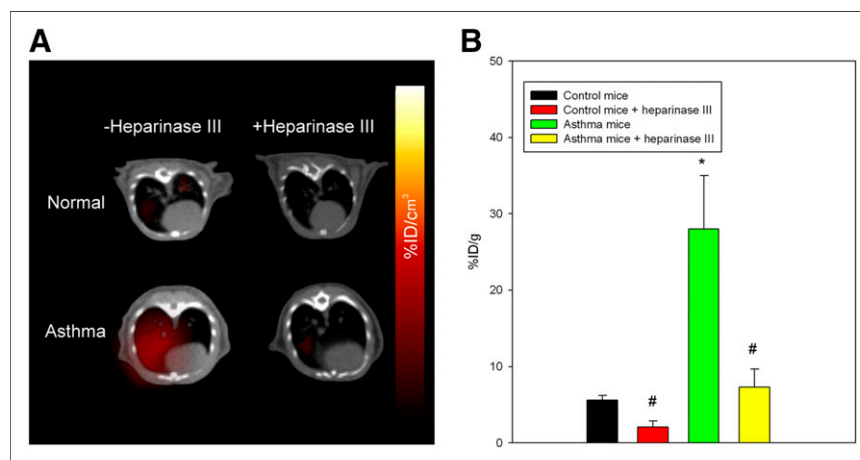 A
-Heparinase III +Heparinase III
Normal
Asthma
%ID/cm³
B
50
40
30
20
10
0
%ID/g
Control mice
Control mice + heparinase III
Asthma mice
Asthma mice + heparinase III
*
#
#